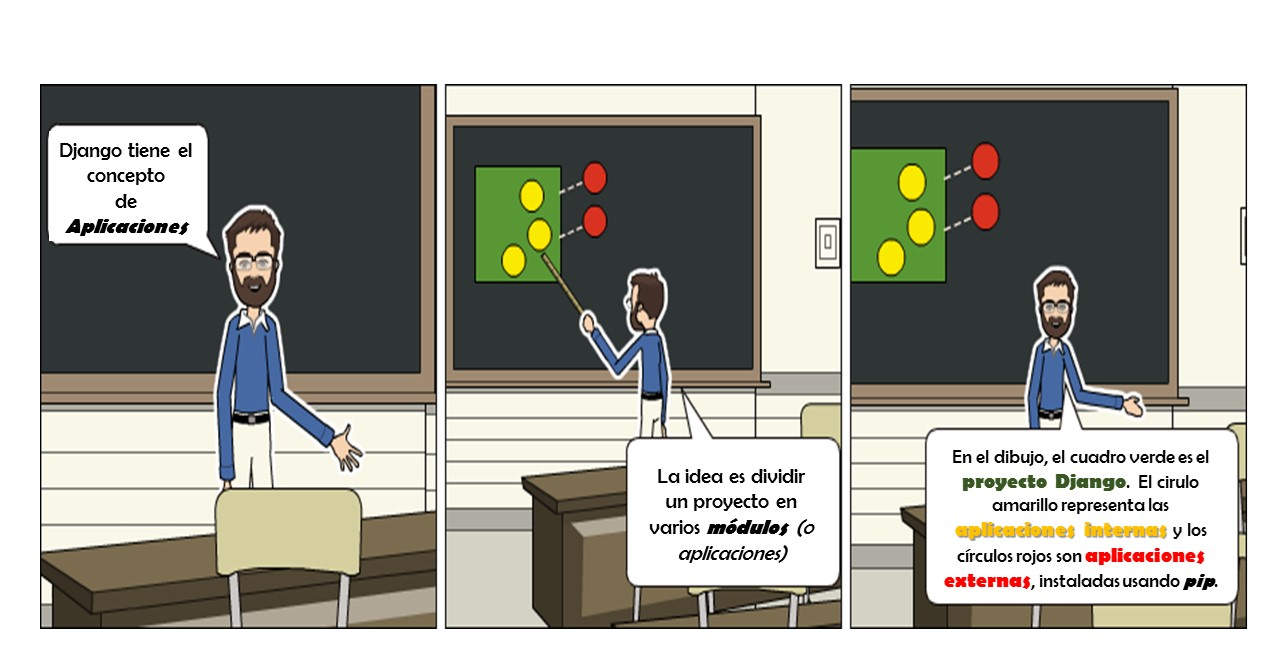 Django tiene el
concepto
de
Aplicaciones
La idea es dividir
un proyecto en
varios módulos (o
aplicaciones)
En el dibujo, el cuadro verde es el
proyecto Django. El cirulo
amarillo representa las
aplicaciones internas y los
círculos rojos son aplicaciones
externas, instaladas usando pip.